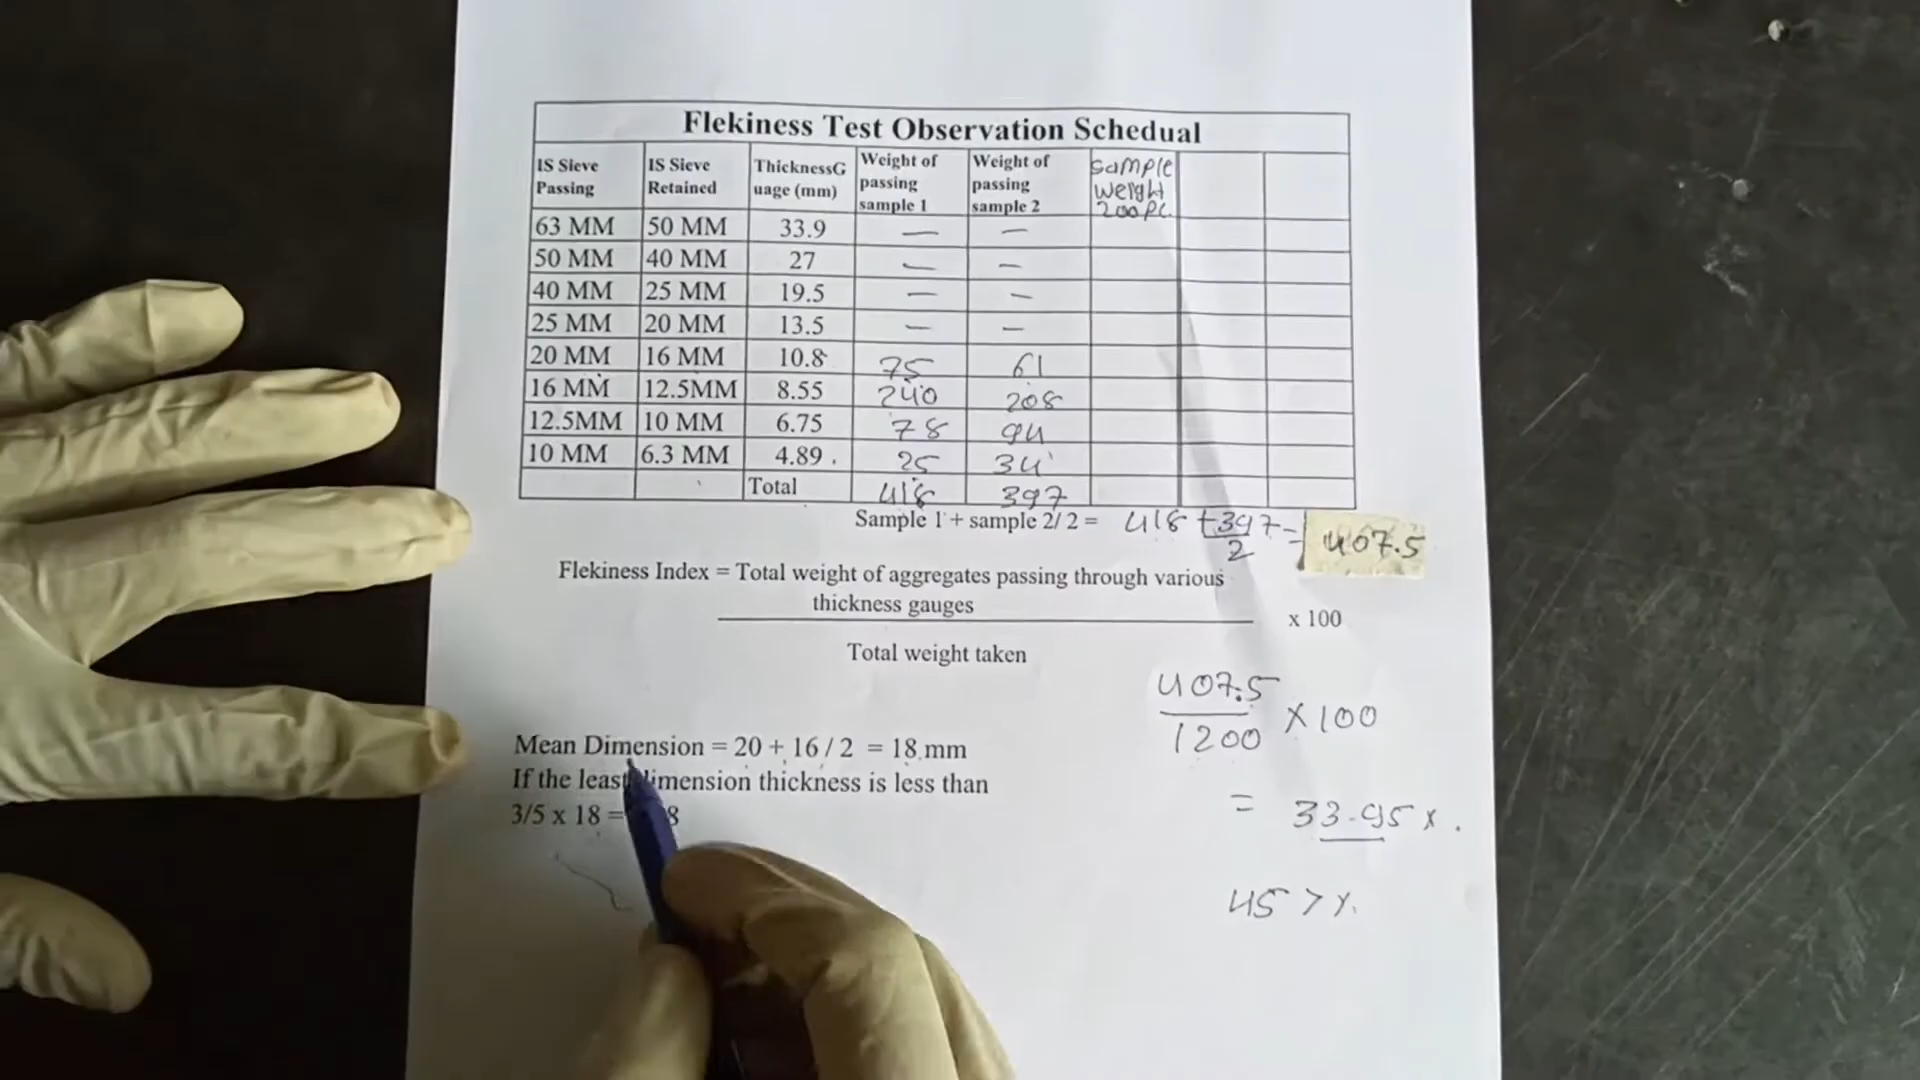 Flekiness Test Observation Schedual
IS Sieve Passing IS Sieve Retained ThicknessG uage (mm) Weight of passing sample 1 Weight of passing sample 2 Sample Weight 200 pc.
63 MM 50 MM 33.9 — —
50 MM 40 MM 27 — —
40 MM 25 MM 19.5 — —
25 MM 20 MM 13.5 — —
20 MM 16 MM 10.8 75 61
16 MM 12.5MM 8.55 240 208
12.5MM 10 MM 6.75 78 94
10 MM 6.3 MM 4.89 25 34
Total 418 397
Sample 1 + sample 2/ 2 = 418 + 397 = 407.5
2
Flekiness Index = Total weight of aggregates passing through various
thickness gauges
x 100
Total weight taken
407.5
1200 × 100
= 33.95 %.
45 > %.
Mean Dimension = 20 + 16 / 2 = 18 mm
If the least dimension thickness is less than
3/5 x 18 = 8